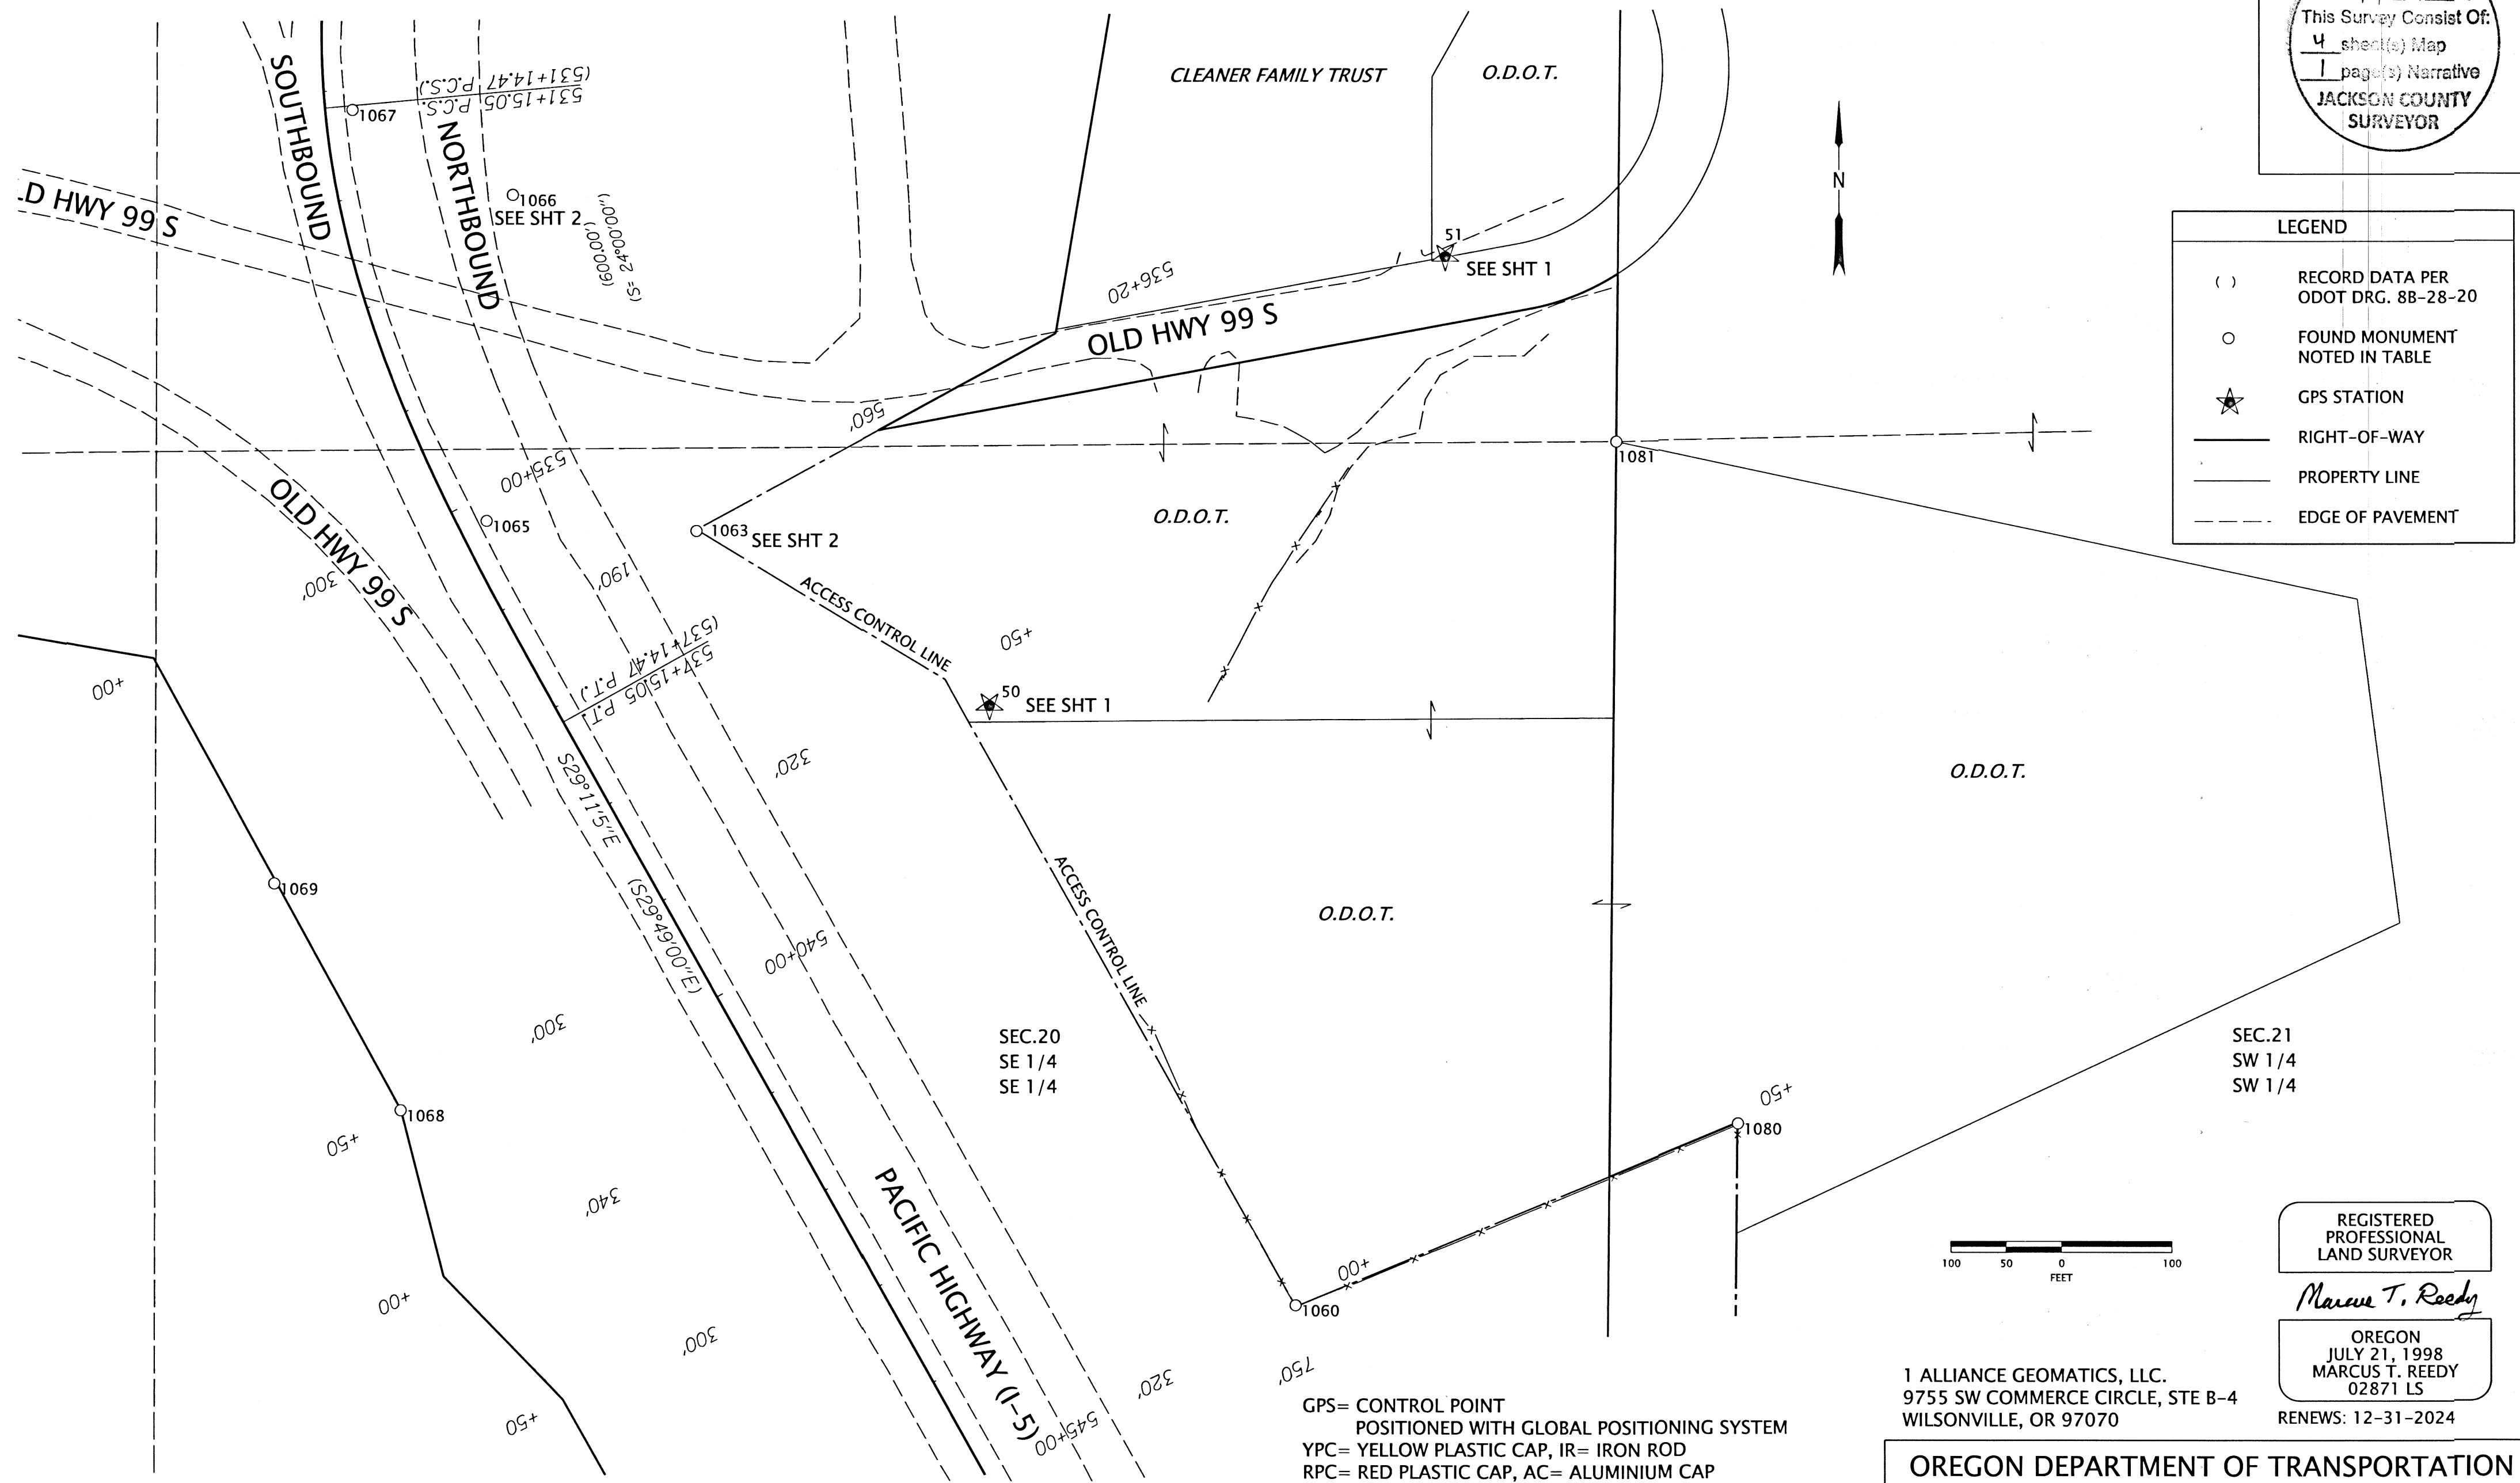 This Survey Consist Of:
4 sheet(s) Map
1 page(s) Narrative
JACKSON COUNTY
SURVEYOR
SOUTHBOUND
NORTHBOUND
(531+14.47 P.C.S.)
531+15.05 P.C.S.
1067
1066
SEE SHT 2
(600.00')
(S= 24°00'00")
LD HWY 99 S
CLEANER FAMILY TRUST
O.D.O.T.
N
51
SEE SHT 1
536+20
OLD HWY 99 S
560'
LEGEND
( ) RECORD DATA PER
ODOT DRG. 8B-28-20
FOUND MONUMENT
NOTED IN TABLE
GPS STATION
RIGHT-OF-WAY
PROPERTY LINE
EDGE OF PAVEMENT
535+00
1081
OLD HWY 99 S
1065
1063 SEE SHT 2
O.D.O.T.
300'
190'
ACCESS CONTROL LINE
+50
(537+14.47 P.T.)
537+15.05 P.T.
+00
50
SEE SHT 1
320'
S29°11'5"E
(S29°49'00"E)
O.D.O.T.
1069
ACCESS CONTROL LINE
O.D.O.T.
540+00
300'
SEC.20
SE 1/4
SE 1/4
SEC.21
SW 1/4
SW 1/4
1068
+50
+50
1080
340'
PACIFIC HIGHWAY (I-5)
+00
+00
1060
300'
750'
320'
+50
545+00
100 50 0 100
FEET
REGISTERED
PROFESSIONAL
LAND SURVEYOR
Marcus T. Reedy
OREGON
JULY 21, 1998
MARCUS T. REEDY
02871 LS
RENEWS: 12-31-2024
1 ALLIANCE GEOMATICS, LLC.
9755 SW COMMERCE CIRCLE, STE B-4
WILSONVILLE, OR 97070
GPS= CONTROL POINT
POSITIONED WITH GLOBAL POSITIONING SYSTEM
YPC= YELLOW PLASTIC CAP, IR= IRON ROD
RPC= RED PLASTIC CAP, AC= ALUMINIUM CAP
OREGON DEPARTMENT OF TRANSPORTATION